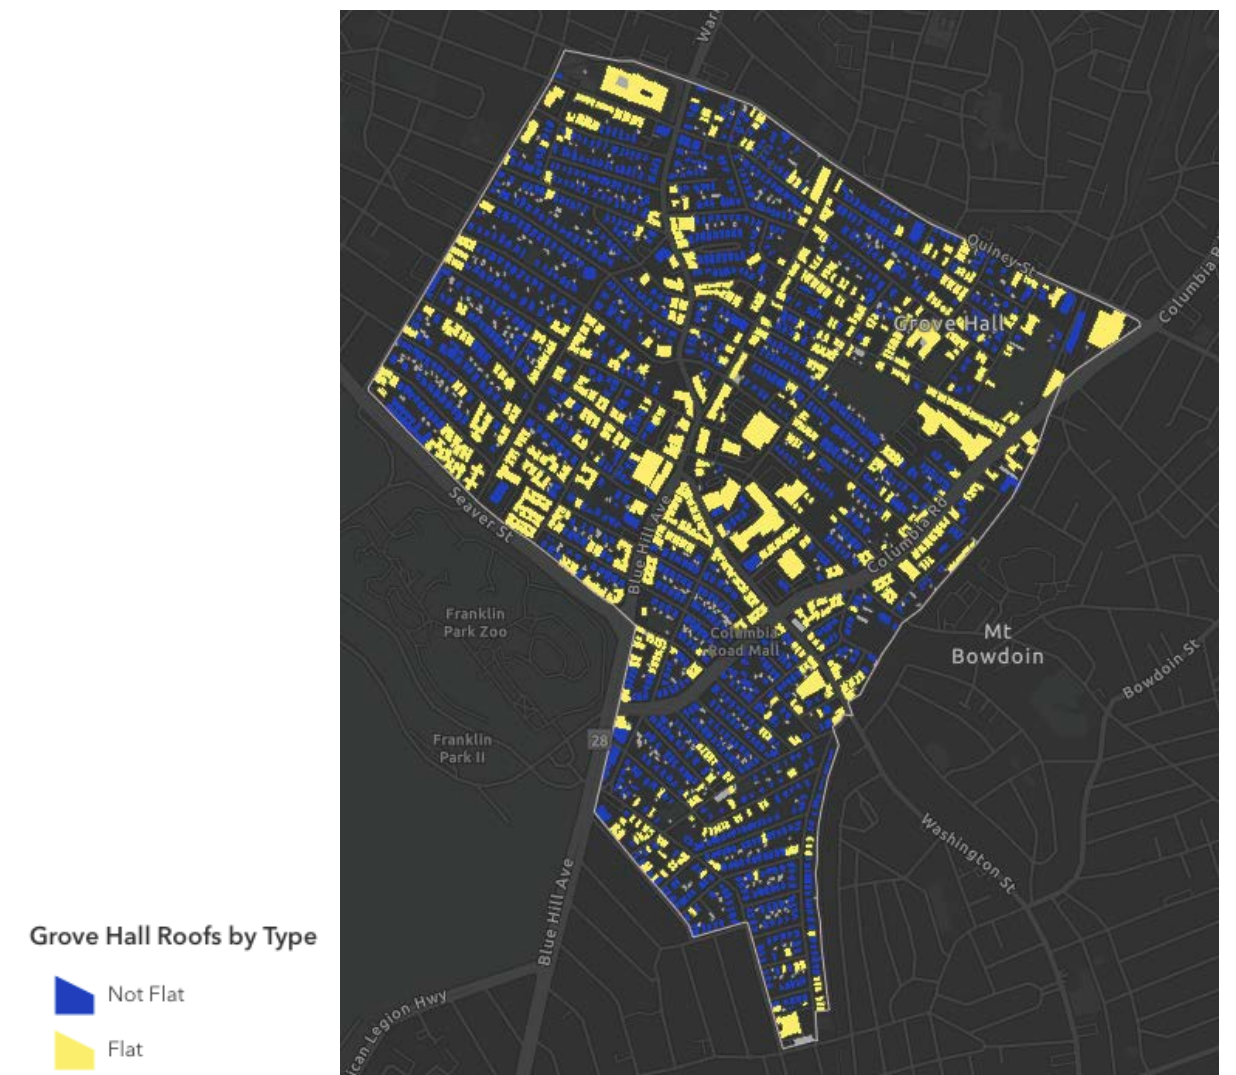 War
Quincy St
Columbia R
Grove Hall
Seaver St
Blue Hill Ave
Columbia Rd
Franklin
Park Zoo
Columbia
Road Mall
Mt
Bowdoin
Bowdoin St
Franklin
Park II
28
Washington St
Blue Hill Ave
ican Legion Hwy
Grove Hall Roofs by Type
Not Flat
Flat